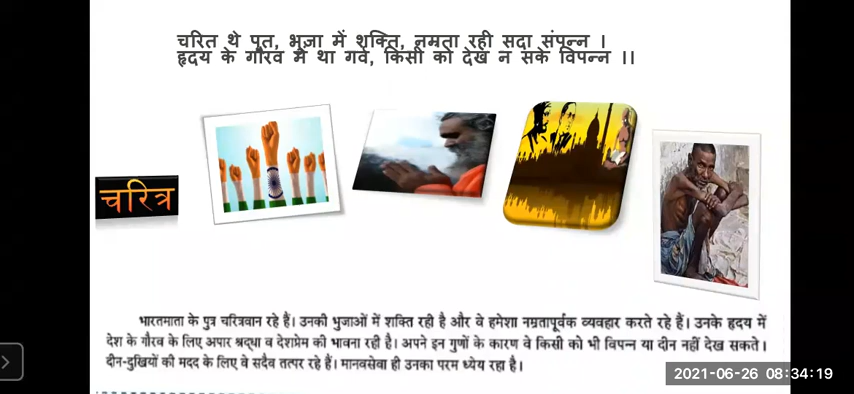 चरित थे पूत, भुजा में शक्ति, नम्रता रही सदा संपन्न ।
हृदय के गौरव में था गर्व, किसी को देख न सके विपन्न ।।
चरित्र
भारतमाता के पुत्र चरित्रवान रहे हैं। उनकी भुजाओं में शक्ति रही है और वे हमेशा नम्रतापूर्वक व्यवहार करते रहे हैं। उनके हृदय में
देश के गौरव के लिए अपार श्रद्धा व देशप्रेम की भावना रही है। अपने इन गुणों के कारण वे किसी को भी विपन्न या दीन नहीं देख सकते।
दीन-दुखियों की मदद के लिए वे सदैव तत्पर रहे हैं। मानवसेवा ही उनका परम ध्येय रहा है।
2021-06-26 08:34:19